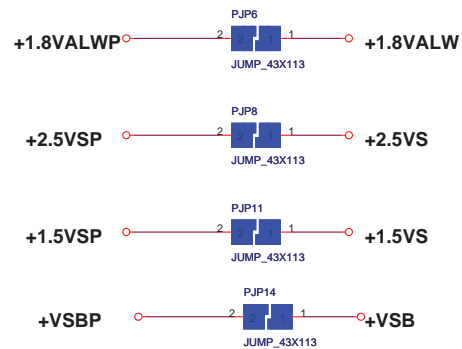 PJP6
+1.8VALWP 2 2 1 1 +1.8VALW
JUMP_43X113
PJP8
+2.5VSP 2 2 1 1 +2.5VS
JUMP_43X113
PJP11
+1.5VSP 2 2 1 1 +1.5VS
JUMP_43X113
PJP14
+VSBP 2 2 1 1 +VSB
JUMP_43X113